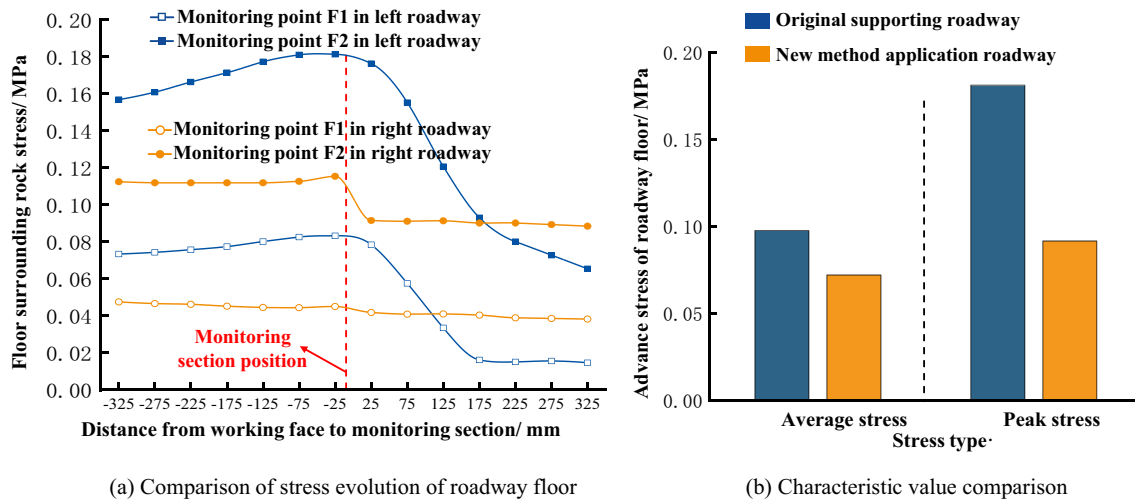 0. 20
0. 18
0. 16
0. 14
0. 12
0. 10
0. 08
0. 06
0. 04
0. 02
0. 00
Floor surrounding rock stress/ MPa
Monitoring point F1 in left roadway
Monitoring point F2 in left roadway
Monitoring point F1 in right roadway
Monitoring point F2 in right roadway
Monitoring
section position
-325 -275 -225 -175 -125 -75 -25 25 75 125 175 225 275 325
Distance from working face to monitoring section/ mm
(a) Comparison of stress evolution of roadway floor
Original supporting roadway
New method application roadway
0. 20
0. 15
0. 10
0. 05
0. 00
Advance stress of roadway floor/ MPa
Average stress Peak stress
Stress type·
(b) Characteristic value comparison